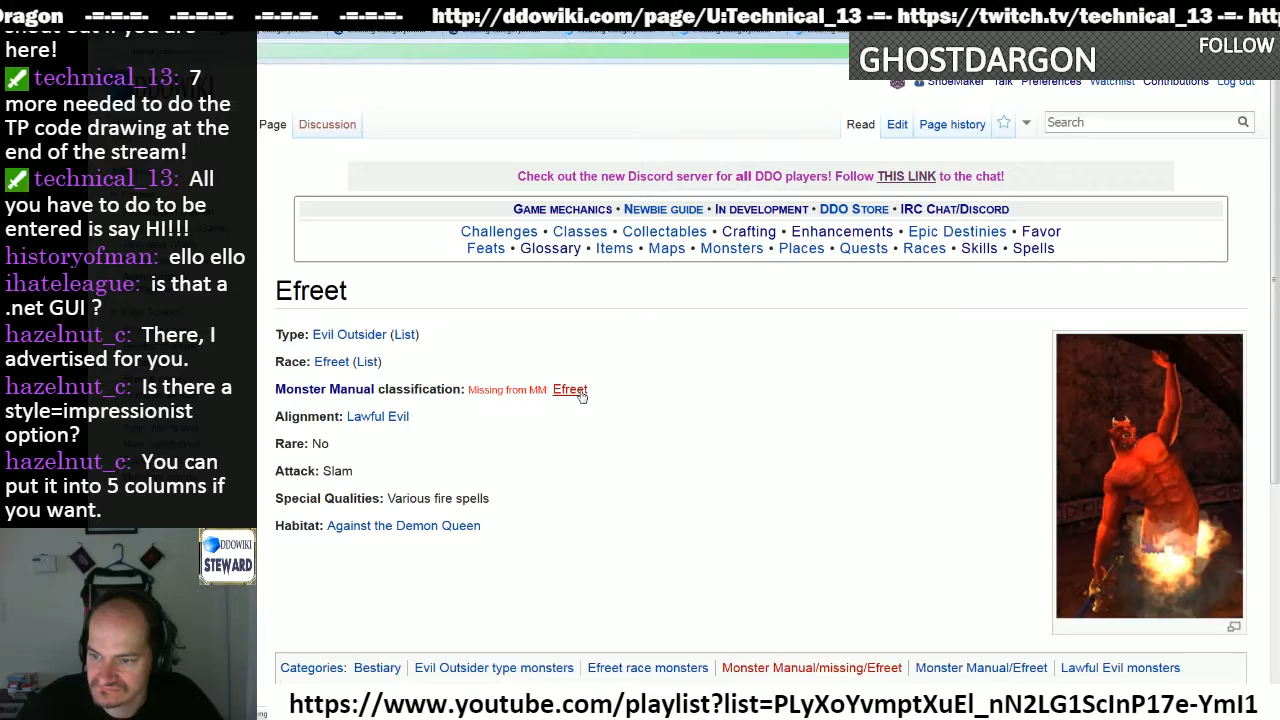 Dragon -=-=- -=-=- -=-=- -=-=- http://ddowiki.com/page/U:Technical_13 -=- https://twitch.tv/technical_13 -=-
GHOSTDARGON
FOLLOW
here!
technical_13: 7
more needed to do the
TP code drawing at the
end of the stream!
technical_13: All
you have to do to be
entered is say HI!!!
historyofman: ello ello
ihateleague: is that a
.net GUI ?
hazelnut_c: There, I
advertised for you.
hazelnut_c: Is there a
style=impressionist
option?
hazelnut_c: You can
put it into 5 columns if
you want.
DDOWIKI
STEWARD
ShoeMaker Talk Preferences Watchlist Contributions Log out
Page Discussion Read Edit Page history Search
Check out the new Discord server for all DDO players! Follow THIS LINK to the chat!
Game mechanics • Newbie guide • In development • DDO Store • IRC Chat/Discord
Challenges • Classes • Collectables • Crafting • Enhancements • Epic Destinies • Favor
Feats • Glossary • Items • Maps • Monsters • Places • Quests • Races • Skills • Spells
Efreet
Type: Evil Outsider (List)
Race: Efreet (List)
Monster Manual classification: Missing from MM: Efreet
Alignment: Lawful Evil
Rare: No
Attack: Slam
Special Qualities: Various fire spells
Habitat: Against the Demon Queen
Categories: Bestiary Evil Outsider type monsters Efreet race monsters Monster Manual/missing/Efreet Monster Manual/Efreet Lawful Evil monsters
https://www.youtube.com/playlist?list=PLyXoYvmptXuEl_nN2LG1ScInP17e-YmI1